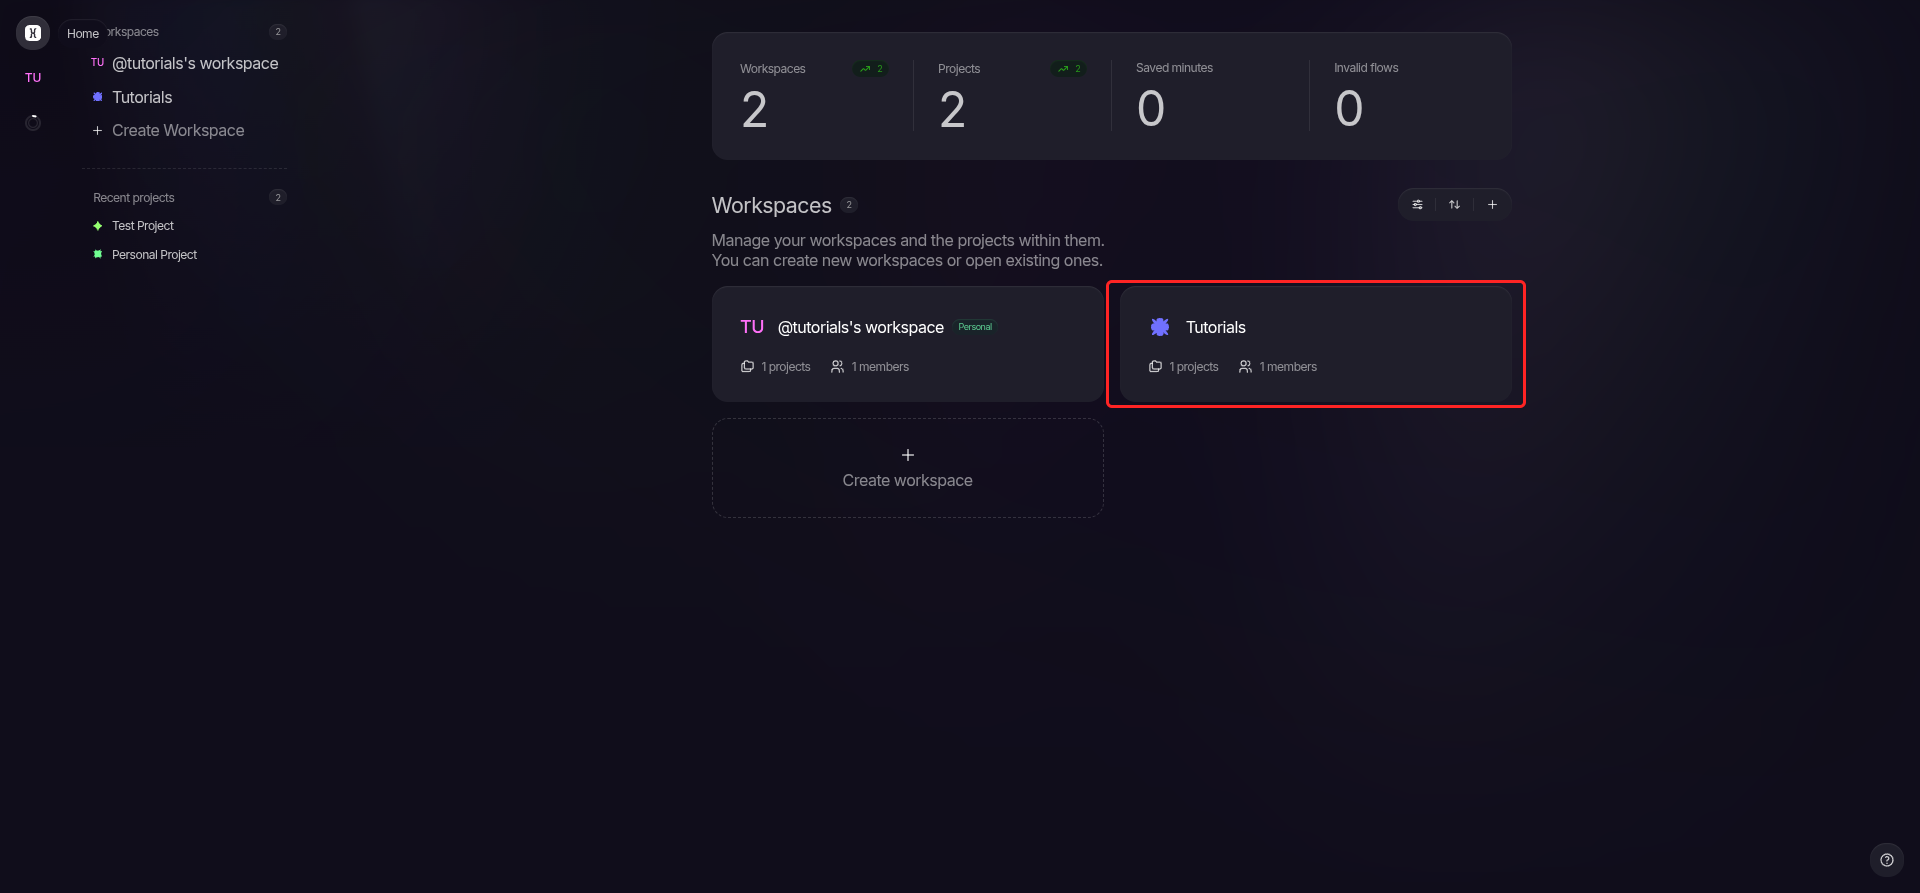 Home
orkspaces
2
TU @tutorials's workspace
TU
Tutorials
Create Workspace
Recent projects
2
Test Project
Personal Project
Workspaces
2
2
Projects
2
2
Saved minutes
0
Invalid flows
0
Workspaces 2
Manage your workspaces and the projects within them.
You can create new workspaces or open existing ones.
TU @tutorials's workspace Personal
1 projects 1 members
Tutorials
1 projects 1 members
Create workspace